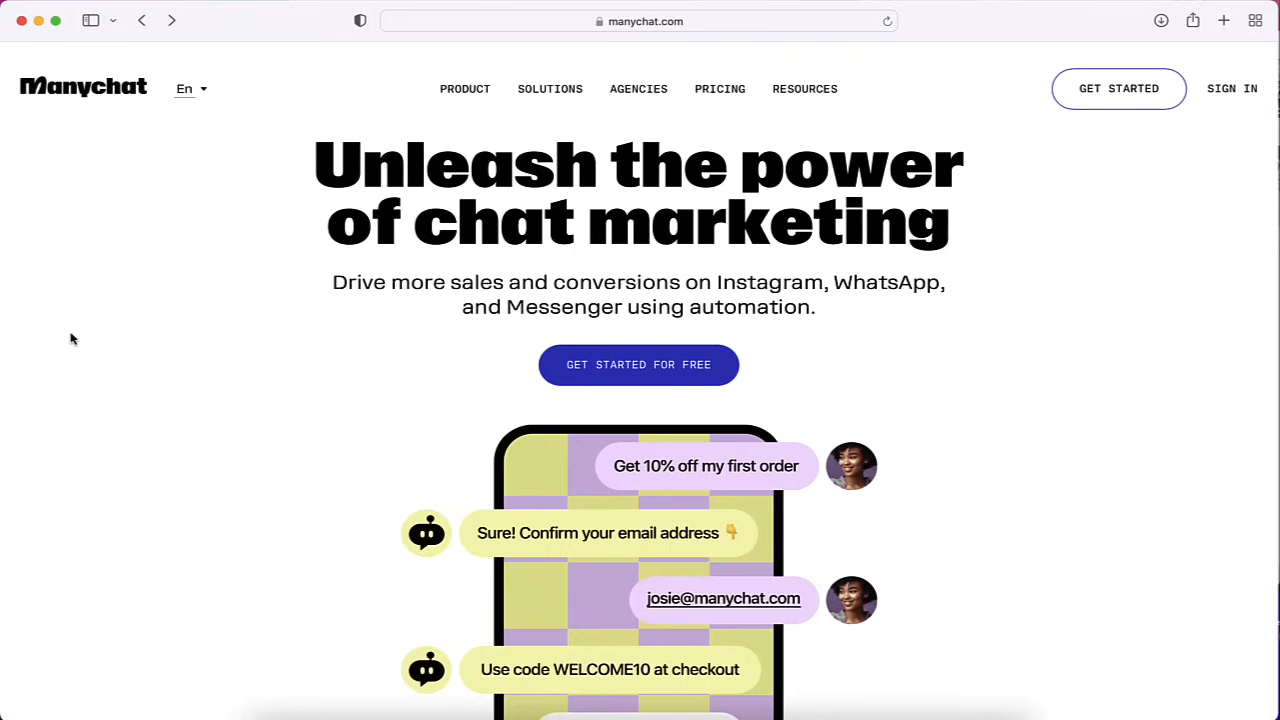 manychat.com
Manychat
En
PRODUCT SOLUTIONS AGENCIES PRICING RESOURCES
GET STARTED
SIGN IN
Unleash the power
of chat marketing
Drive more sales and conversions on Instagram, WhatsApp,
and Messenger using automation.
GET STARTED FOR FREE
Get 10% off my first order
Sure! Confirm your email address 👇
josie@manychat.com
Use code WELCOME10 at checkout